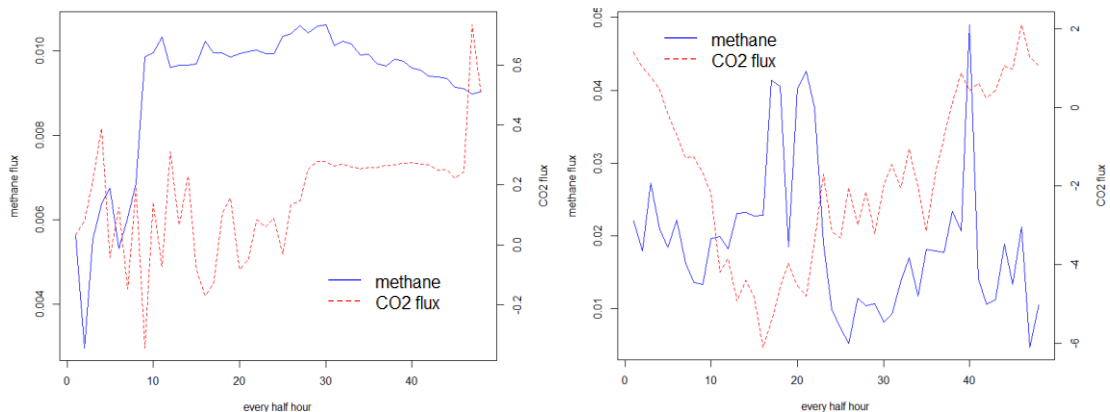 0.010
0.008
0.006
0.004
methane flux
0.6
0.4
0.2
0.0
-0.2
CO2 flux
methane
CO2 flux
0 10 20 30 40
every half hour
0.05
0.04
0.03
0.02
0.01
methane flux
2
0
-2
-4
-6
CO2 flux
methane
CO2 flux
0 10 20 30 40
every half hour